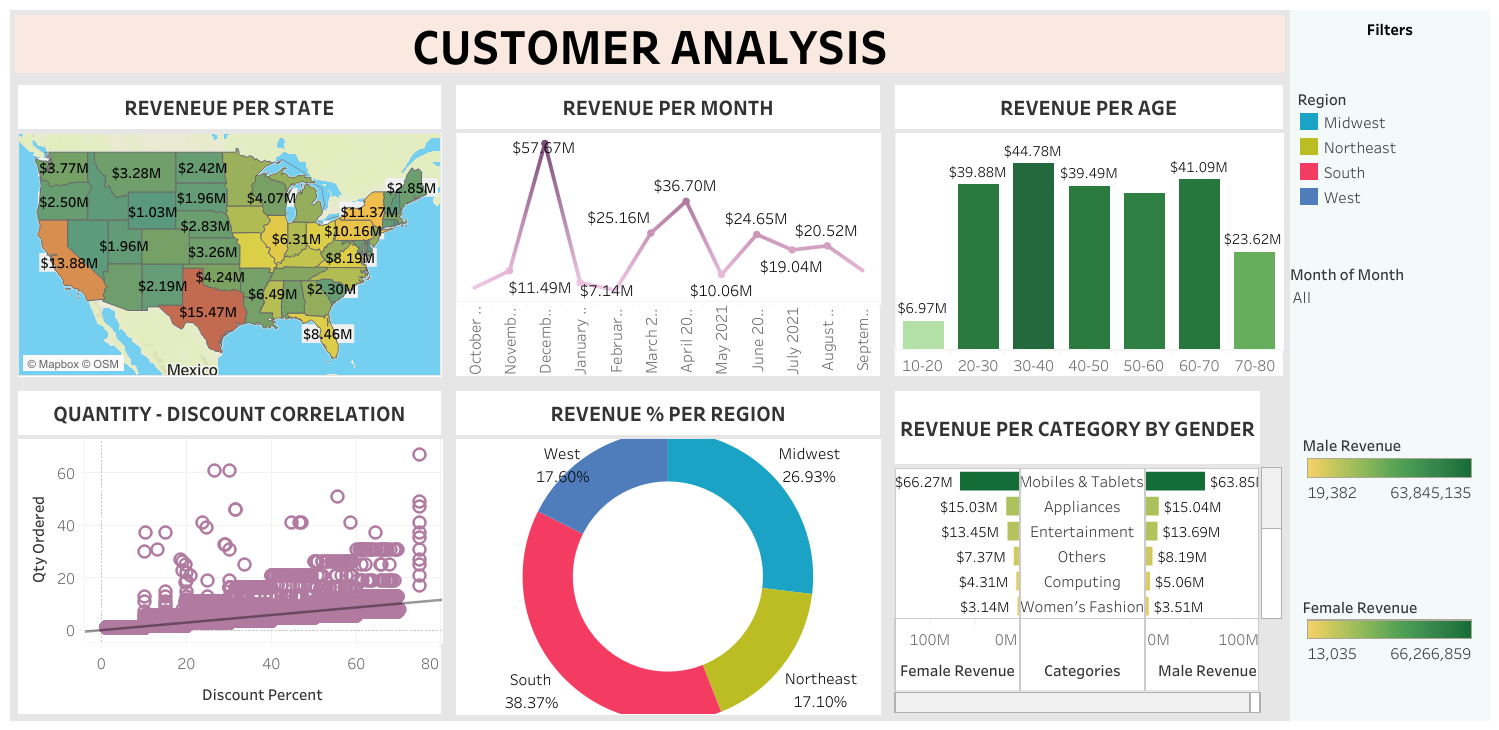 CUSTOMER ANALYSIS
Filters
REVENEUE PER STATE
REVENUE PER MONTH
REVENUE PER AGE
Region
Midwest
Northeast
South
West
$3.77M
$3.28M
$2.42M
$2.85M
$2.50M
$1.03M
$1.96M
$4.07M
$11.37M
$1.96M
$2.83M
$6.31M
$10.16M
$13.88M
$3.26M
$8.19M
$2.19M
$4.24M
$6.49M
$2.30M
$15.47M
$8.46M
© Mapbox © OSM
Mexico
$57.67M
$36.70M
$25.16M
$24.65M
$20.52M
$19.04M
$11.49M
$7.14M
$10.06M
October ..
Novemb..
Decemb..
January ..
Februar..
March 2..
April 20..
May 2021
June 20..
July 2021
August ..
Septem..
$6.97M
$39.88M
$44.78M
$39.49M
$41.09M
$23.62M
10-20
20-30
30-40
40-50
50-60
60-70
70-80
Month of Month
All
QUANTITY - DISCOUNT CORRELATION
REVENUE % PER REGION
REVENUE PER CATEGORY BY GENDER
Qty Ordered
60
40
20
0
0
20
40
60
80
Discount Percent
West
17.60%
Midwest
26.93%
South
38.37%
Northeast
17.10%
$66.27M Mobiles & Tablets $63.85
$15.03M Appliances $15.04M
$13.45M Entertainment $13.69M
$7.37M Others $8.19M
$4.31M Computing $5.06M
$3.14M Women's Fashion $3.51M
100M 0M 0M 100M
Female Revenue Categories Male Revenue
Male Revenue
19,382 63,845,135
Female Revenue
13,035 66,266,859